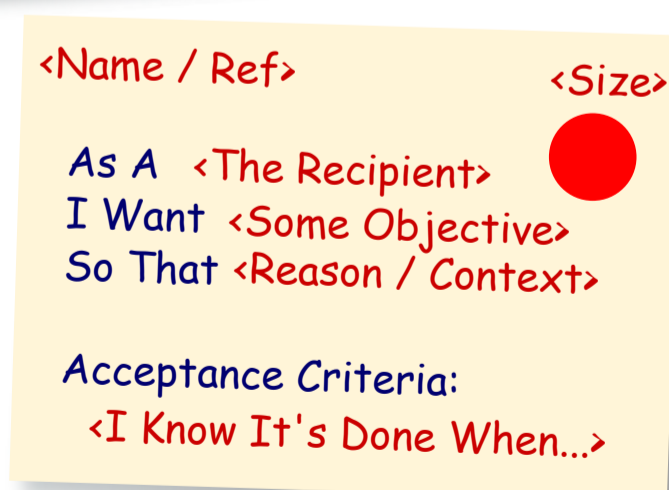 <Name / Ref>
<Size>
As A <The Recipient>
I Want <Some Objective>
So That <Reason / Context>
Acceptance Criteria:
<I Know It's Done When...>